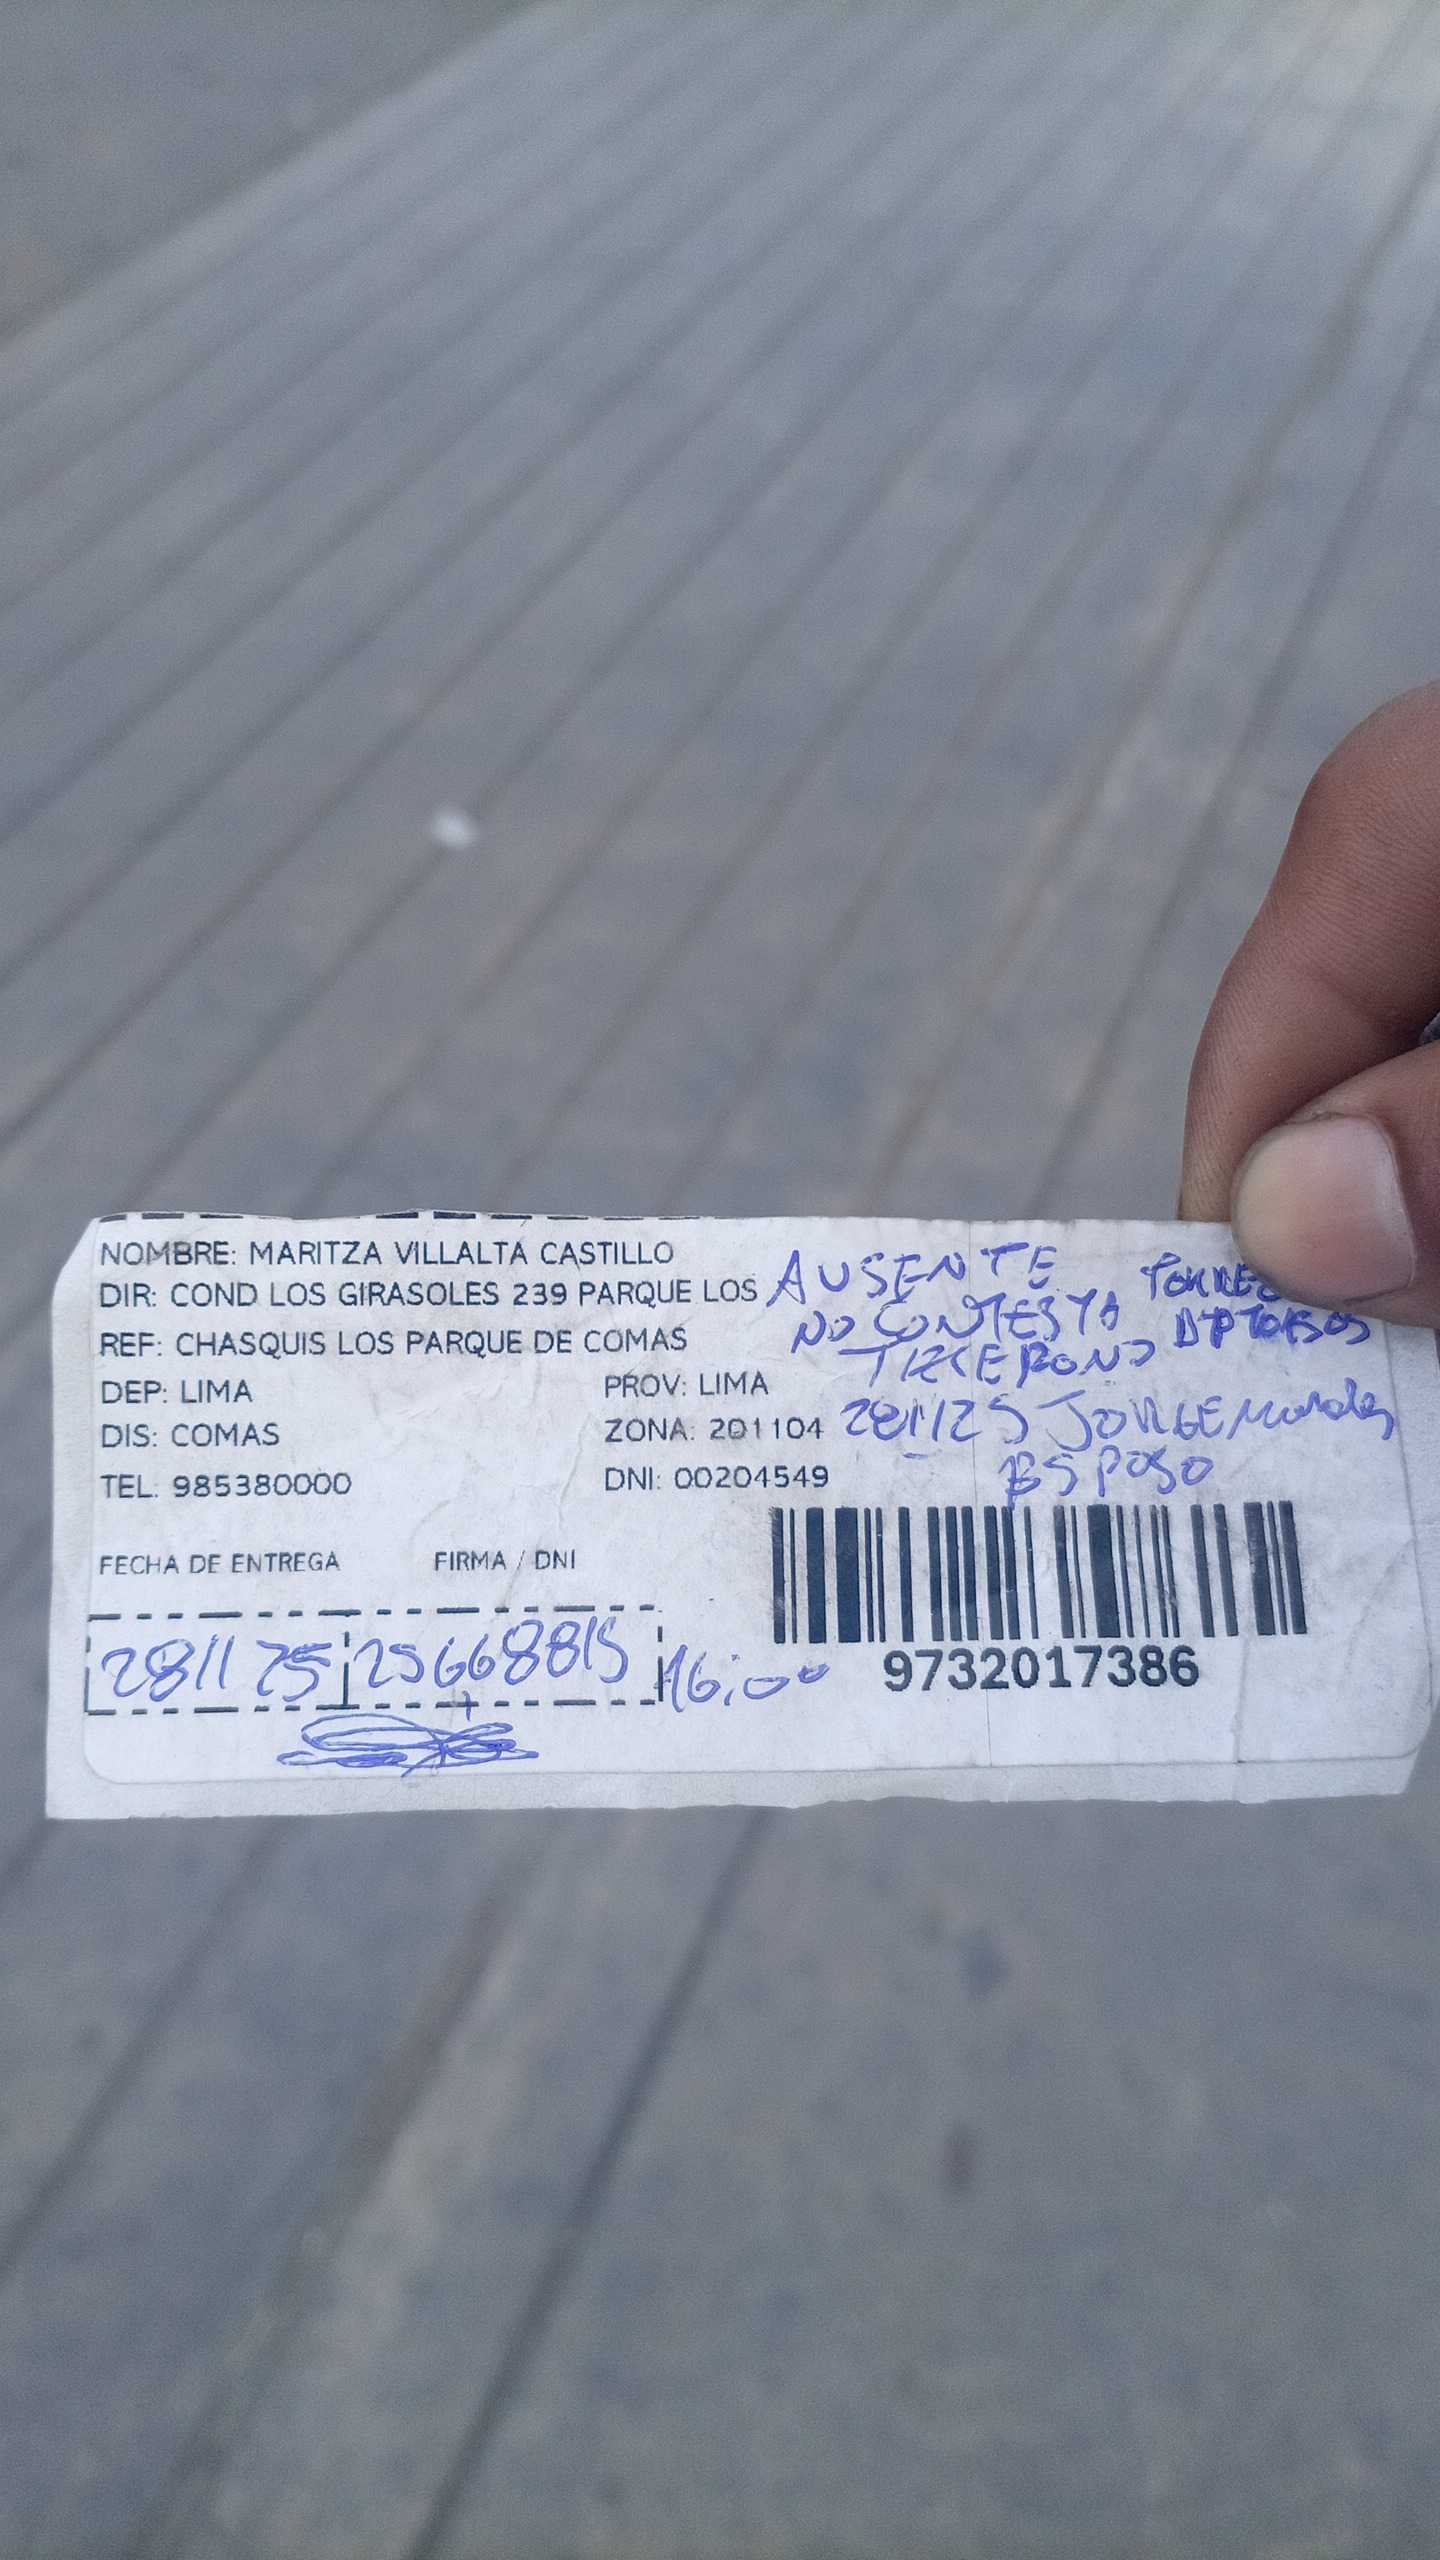 NOMBRE: MARITZA VILLALTA CASTILLO
DIR: COND LOS GIRASOLES 239 PARQUE LOS
REF: CHASQUIS LOS PARQUE DE COMAS
DEP: LIMA PROV: LIMA
DIS: COMAS ZONA: 201104
TEL: 985380000 DNI: 00204549
AUSENTE
NO CONTESTA
281125 JORGE
ESPOSO
FECHA DE ENTREGA FIRMA / DNI
281125 25668815 16:00
9732017386